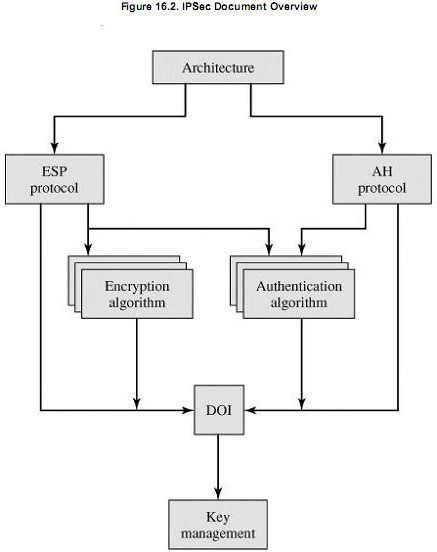 Figure 16.2. IPSec Document Overview
Architecture
ESP
protocol
AH
protocol
Encryption
algorithm
Authentication
algorithm
DOI
Key
management